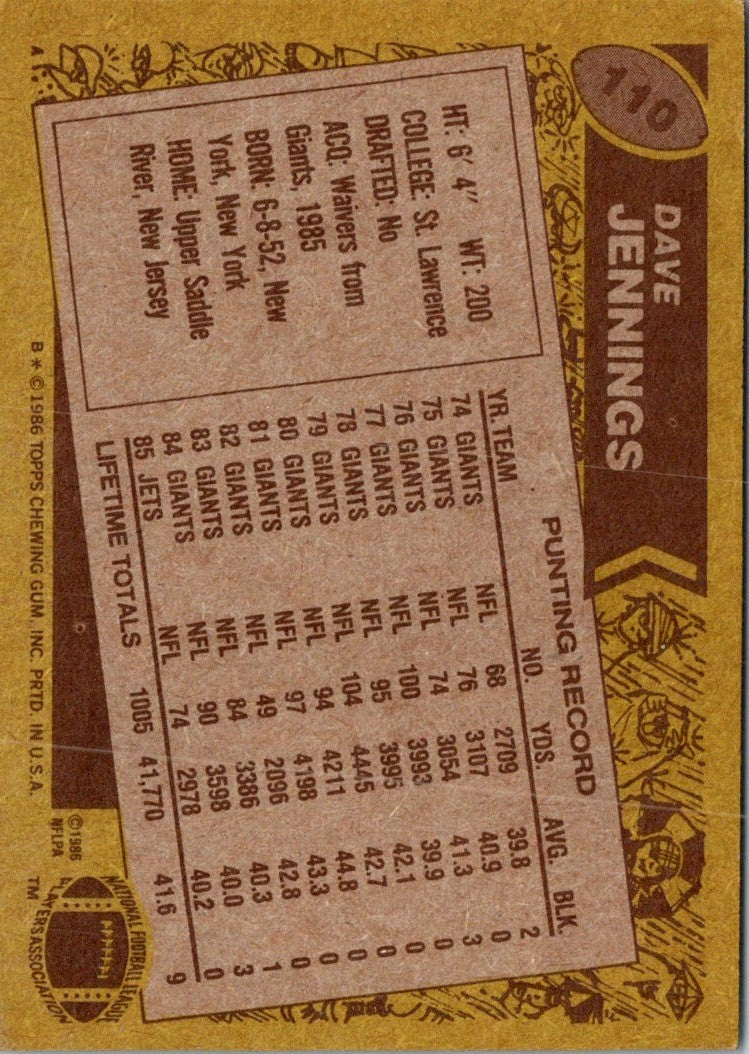 110
DAVE
JENNINGS
HT: 6' 4" WT: 200
COLLEGE: St. Lawrence
DRAFTED: No
ACQ: Waivers from
Giants, 1985
BORN: 6-8-52, New
York, New York
HOME: Upper Saddle
River, New Jersey
PUNTING RECORD
YR. TEAM NO. YDS. AVG. BLK.
74 GIANTS NFL 68 2709 39.8 2
75 GIANTS NFL 76 3107 40.9 0
76 GIANTS NFL 74 3054 41.3 3
77 GIANTS NFL 100 3993 39.9 0
78 GIANTS NFL 95 3995 42.1 0
79 GIANTS NFL 104 4445 42.7 0
80 GIANTS NFL 94 4211 44.8 0
81 GIANTS NFL 97 4198 43.3 0
82 GIANTS NFL 49 2096 42.8 0
83 GIANTS NFL 84 3386 40.3 1
84 GIANTS NFL 90 3598 40.0 3
85 JETS NFL 74 2978 40.2 0
LIFETIME TOTALS 1005 41,770 41.6 9
A
B * © 1986 TOPPS CHEWING GUM, INC. PRTD. IN U.S.A.
© 1986
NFLPA
NATIONAL FOOTBALL LEAGUE
PLAYERS ASSOCIATION
TM